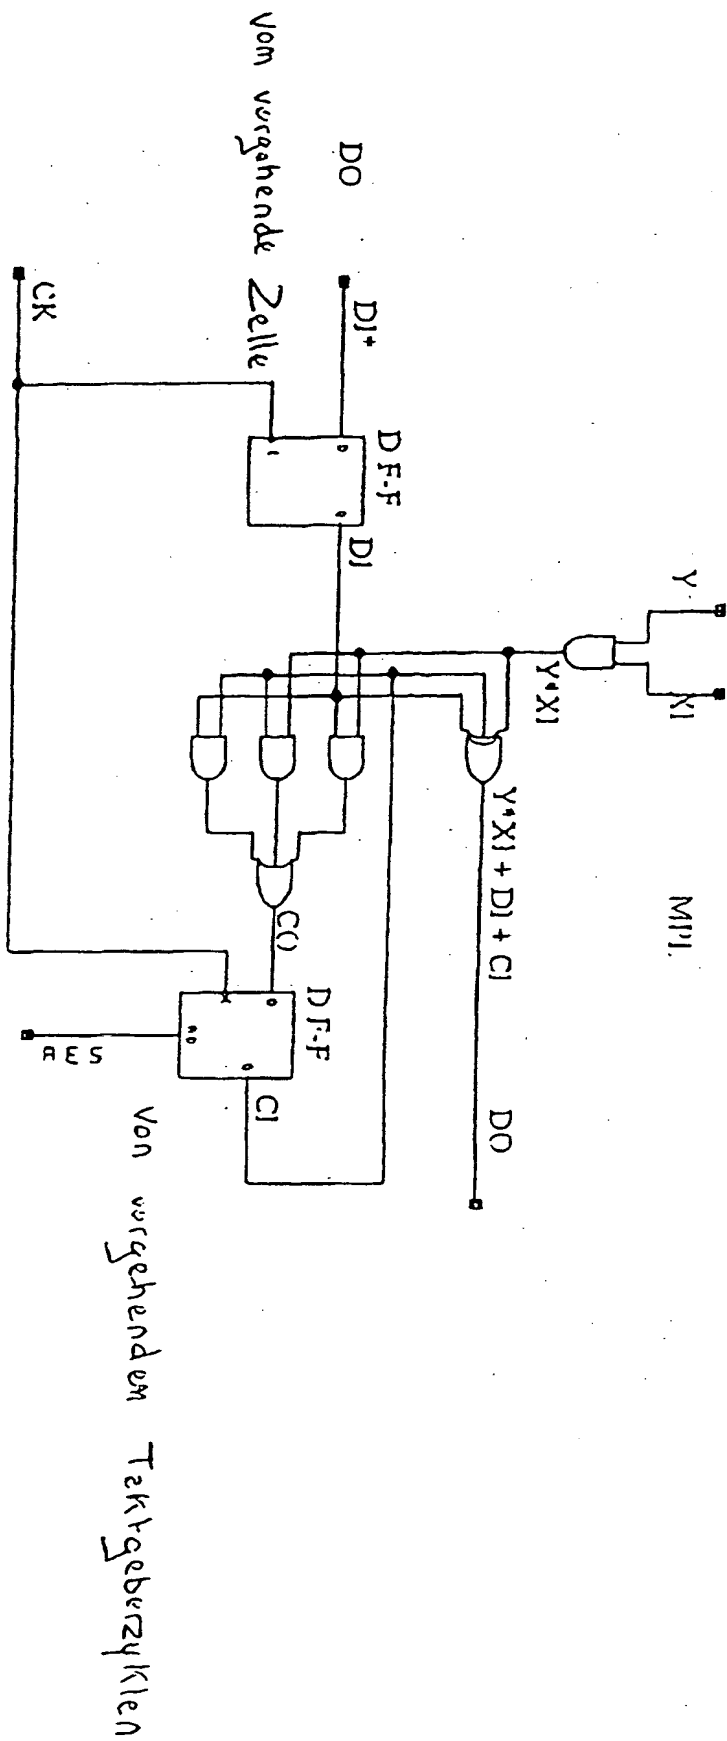 MPL
Y
XI
Y*XI
Y*XI + DI + CI
DO
DO
DI+
D F-F
D
Q
C
DI
vom vorgehende Zelle
CK
CO
D F-F
D
Q
CI
RES
Von vorgehenden Taktgeberzyklen